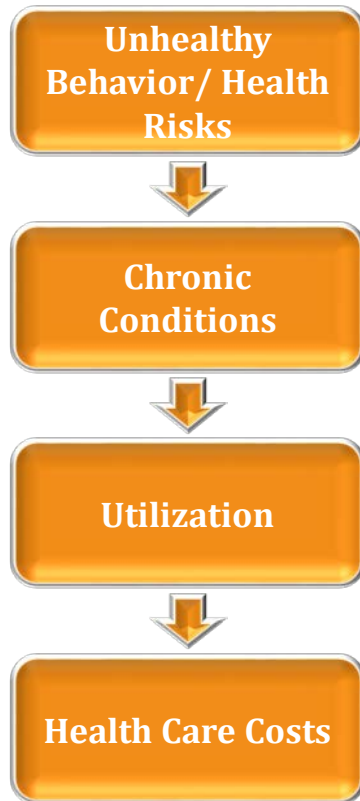 Unhealthy
Behavior/ Health
Risks
Chronic
Conditions
Utilization
Health Care Costs